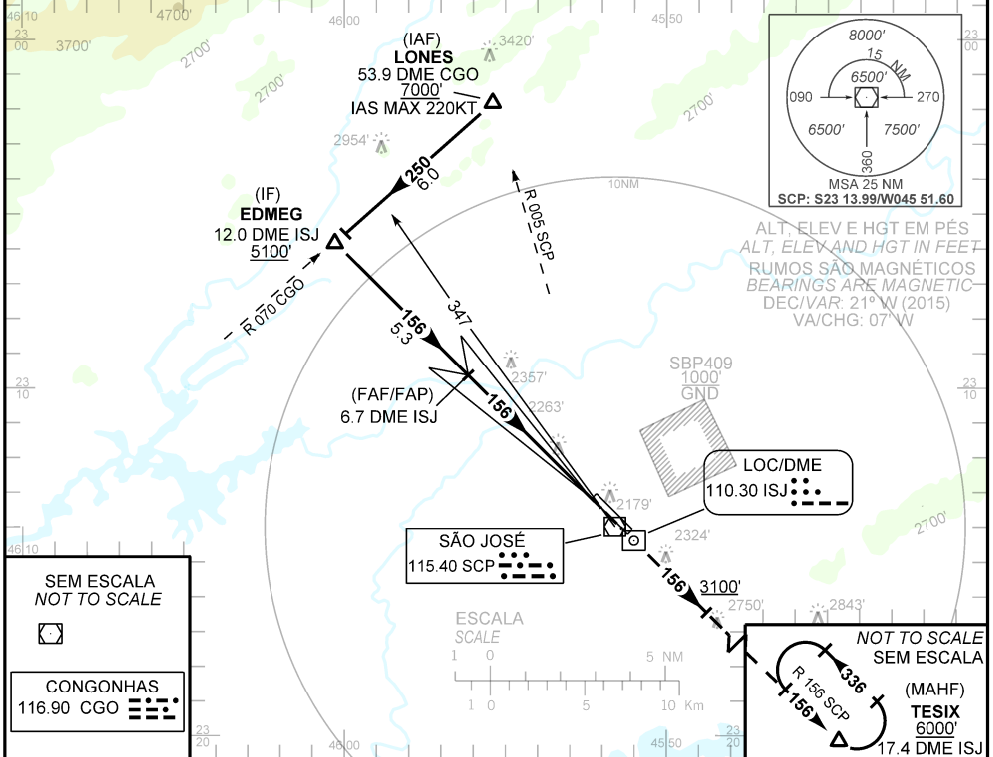 46:10
4700'
46:00
45:50
23
00
3700'
2700'
2700'
2700'
23
00
(IAF)
LONES
53.9 DME CGO
7000'
IAS MAX 220KT
3420'
2954'
250
6.0
(IF)
EDMEG
12.0 DME ISJ
5100'
R 070 CGO
R 005 SCP
10NM
8000'
15 NM
6500'
090
270
6500'
7500'
360
MSA 25 NM
SCP: S23 13.99/W045 51.60
ALT, ELEV E HGT EM PÉS
ALT, ELEV AND HGT IN FEET
RUMOS SÃO MAGNÉTICOS
BEARINGS ARE MAGNETIC
DEC/VAR: 21º W (2015)
VA/CHG: 07' W
347
156
5.3
(FAF/FAP)
6.7 DME ISJ
156
2357'
2263'
SBP409
1000'
GND
23
10
23
10
LOC/DME
110.30 ISJ
2179'
2324'
2700'
SÃO JOSÉ
115.40 SCP
46:10
156
3100'
2750'
2843'
SEM ESCALA
NOT TO SCALE
CONGONHAS
116.90 CGO
ESCALA
SCALE
1 0 5 NM
1 0 5 10 Km
NOT TO SCALE
SEM ESCALA
336
R 156 SCP
156
(MAHF)
TESIX
6000'
17.4 DME ISJ
23
20
46:00
45:50
23
20